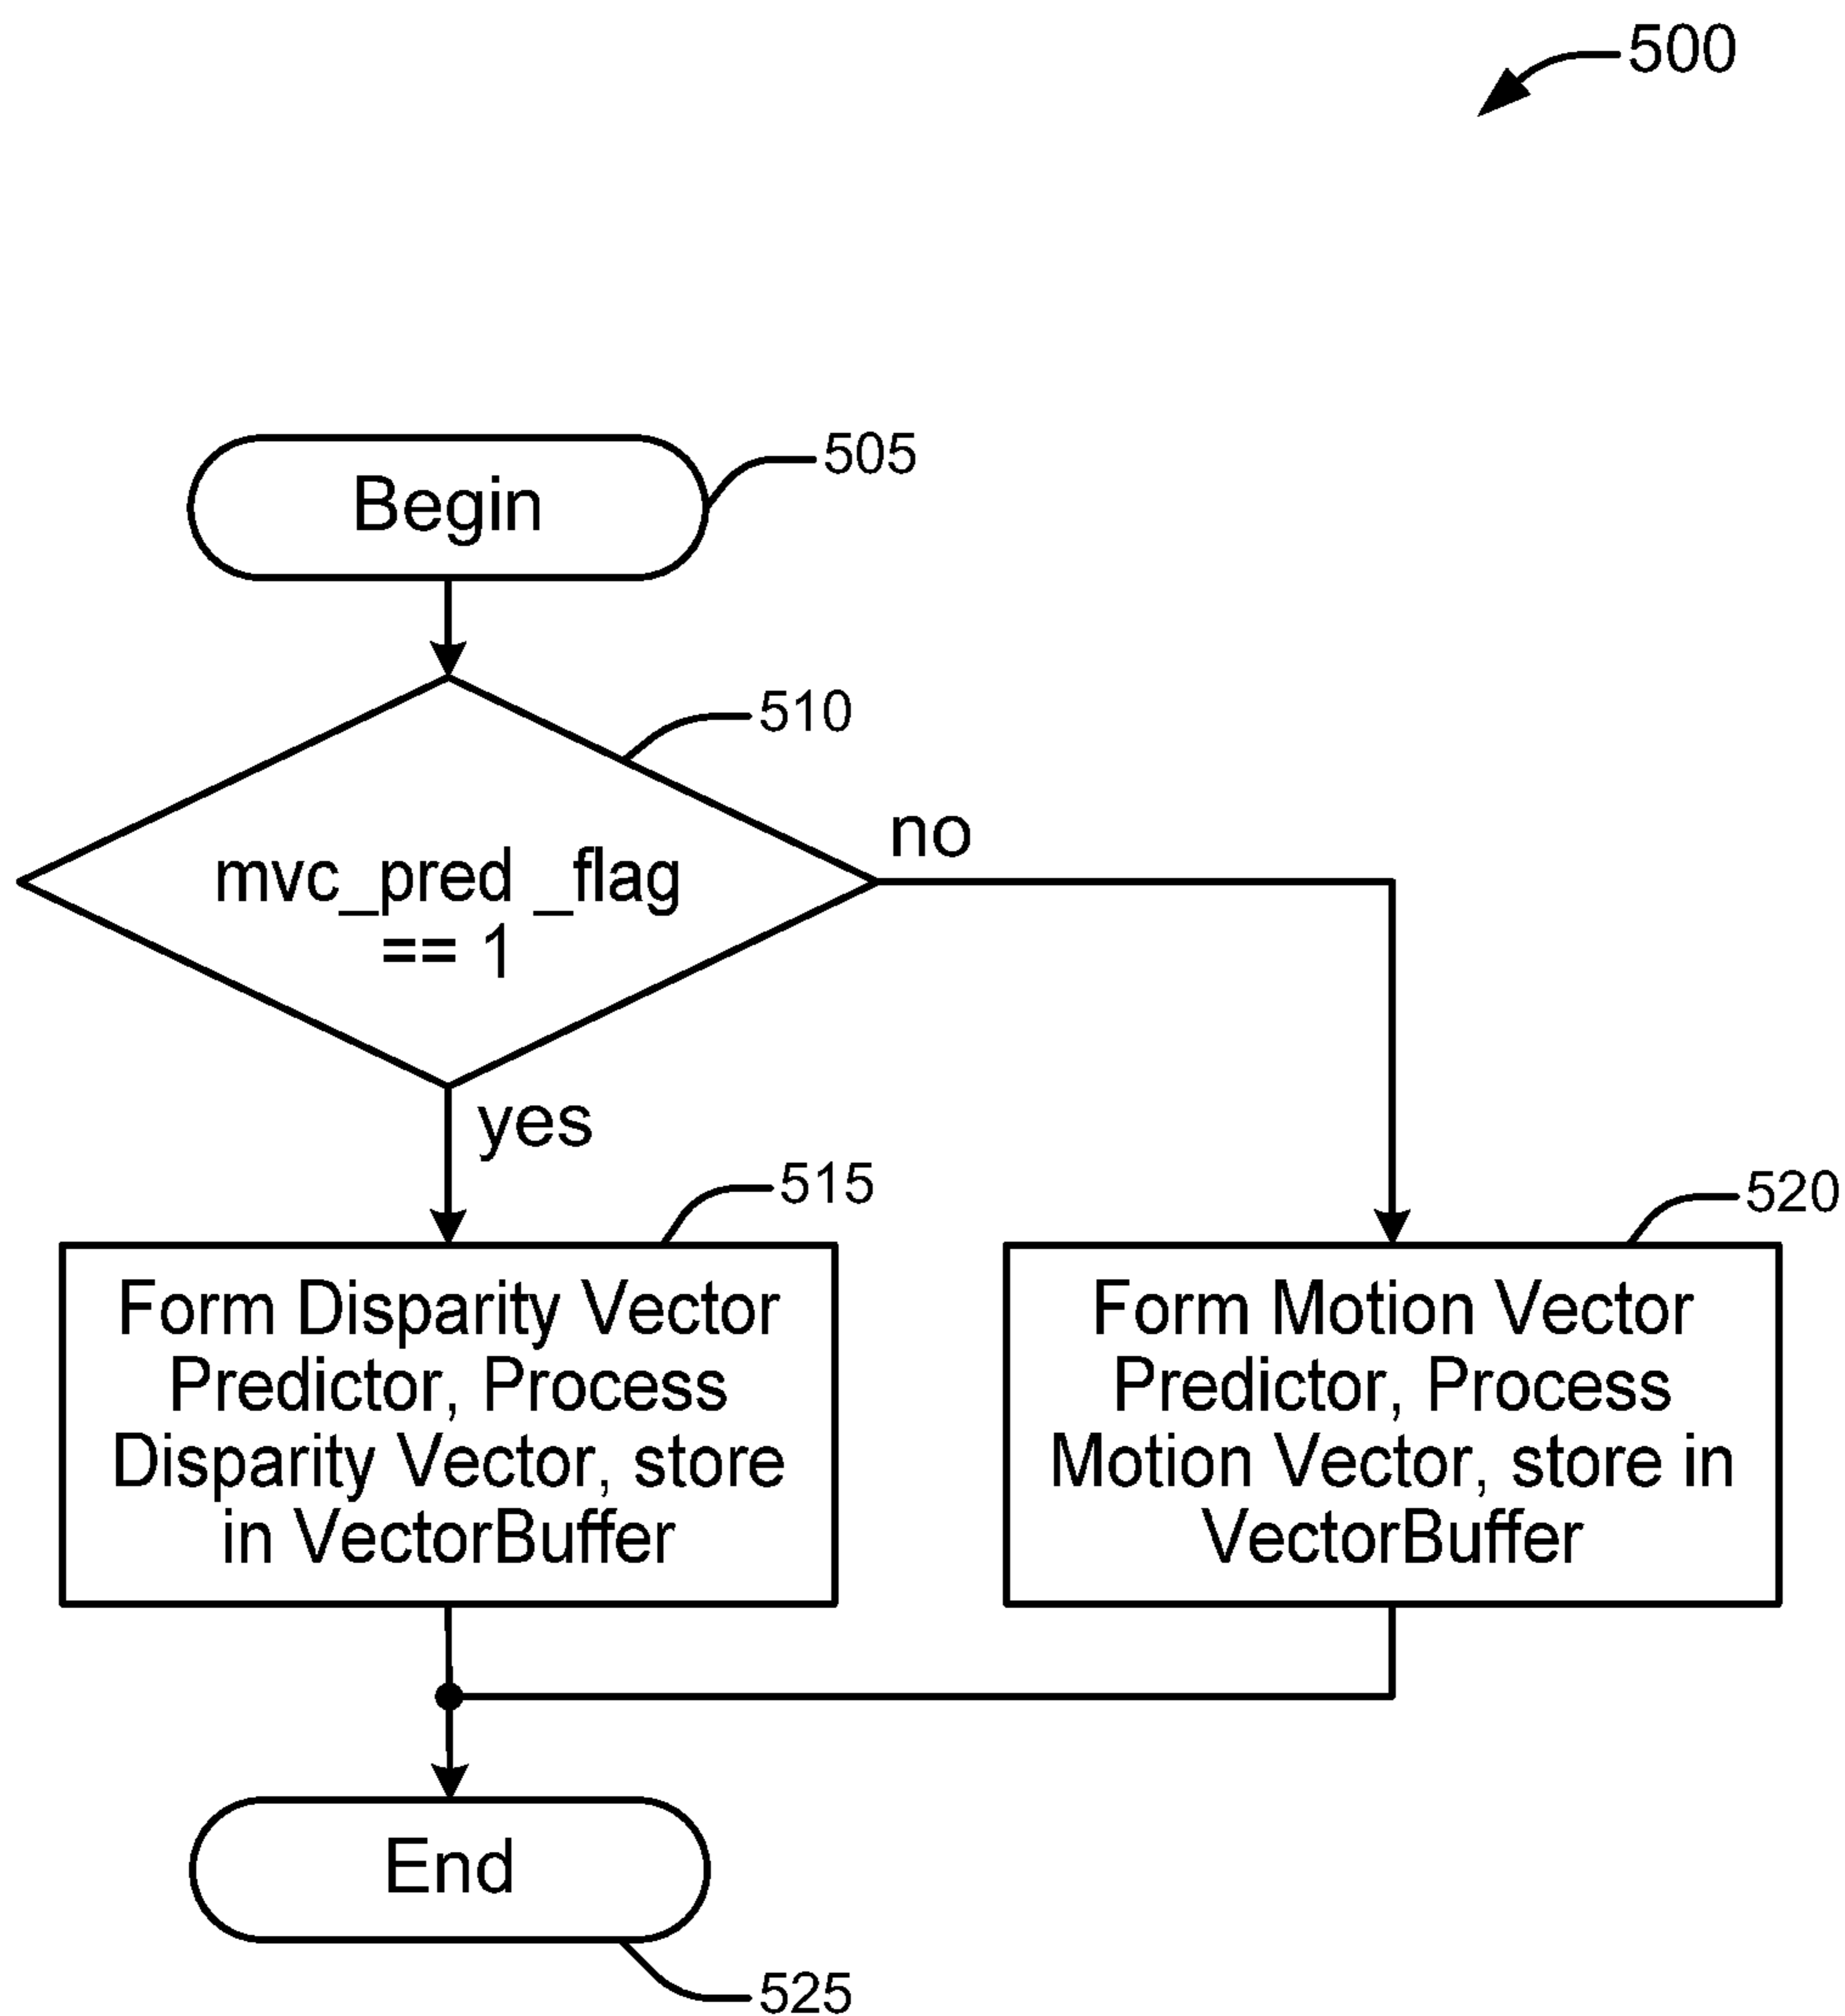 500
Begin
505
510
mvc_pred _flag
== 1
no
yes
515
Form Disparity Vector
Predictor, Process
Disparity Vector, store
in VectorBuffer
520
Form Motion Vector
Predictor, Process
Motion Vector, store in
VectorBuffer
End
525